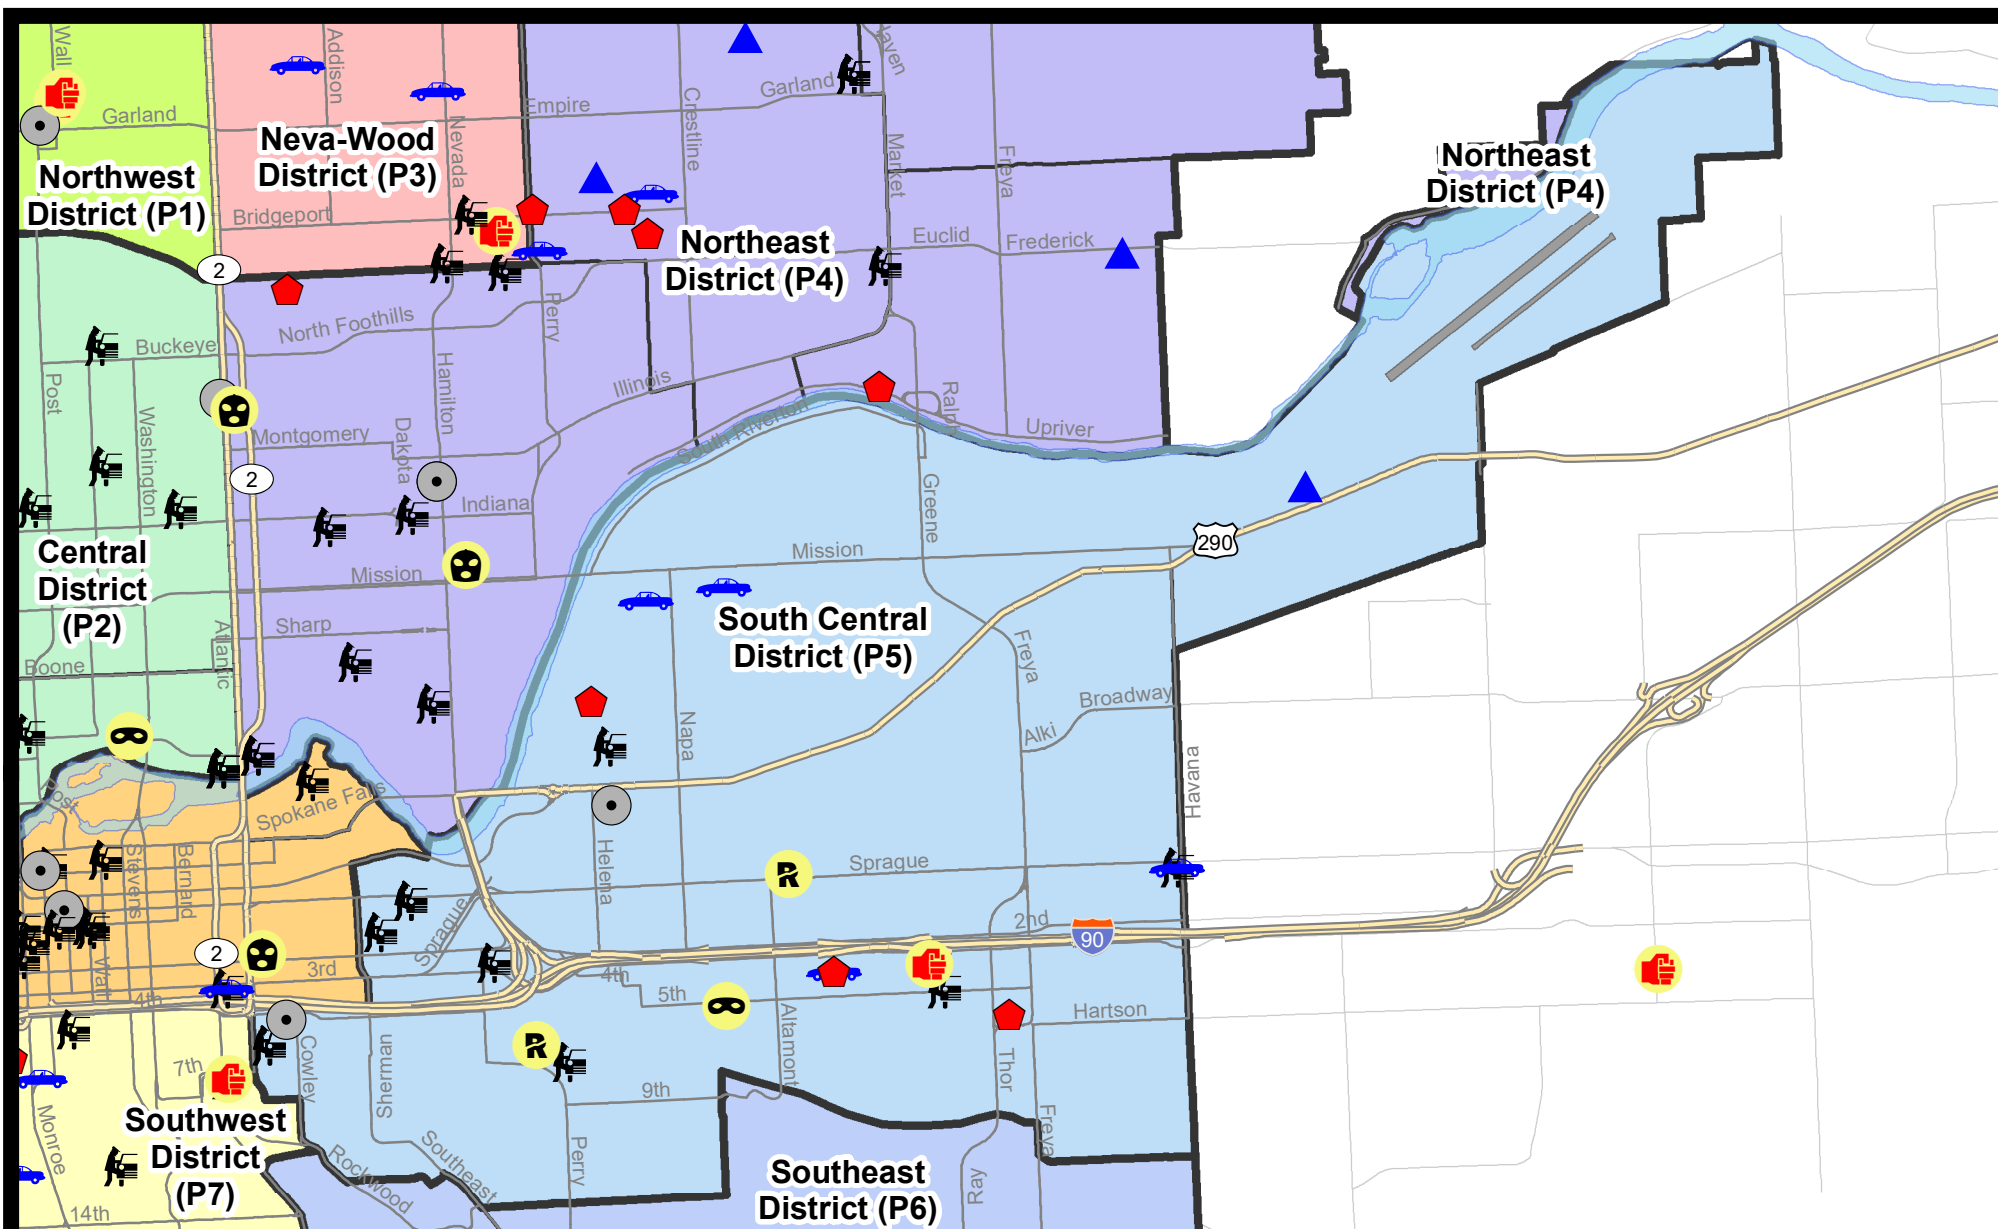 Wall
Addison
Haven
Garland
Empire
Garland
Crestline
Nevada
Neva-Wood
District (P3)
Market
Freya
Northwest
District (P1)
Bridgeport
Northeast
District (P4)
Northeast
District (P4)
Euclid
Frederick
2
North Foothills
Perry
Buckeye
Post
Washington
Hamilton
Illinois
Ralph
South Riverton
Upriver
Montgomery
Dakota
2
Indiana
Greene
290
Mission
Mission
Central
District
(P2)
Sharp
Atlantic
Boone
South Central
District (P5)
Freya
Napa
Broadway
Alki
Havana
Post
Spokane Falls
Stevens
Bernard
Helena
Sprague
Sprague
2nd
90
2
Wall
3rd
4th
4th
5th
Altamont
Hartson
Cowley
Sherman
7th
9th
Thor
Freya
Monroe
Southwest
District
(P7)
Rockwood
Southeast
Perry
Southeast
District (P6)
Ray
14th